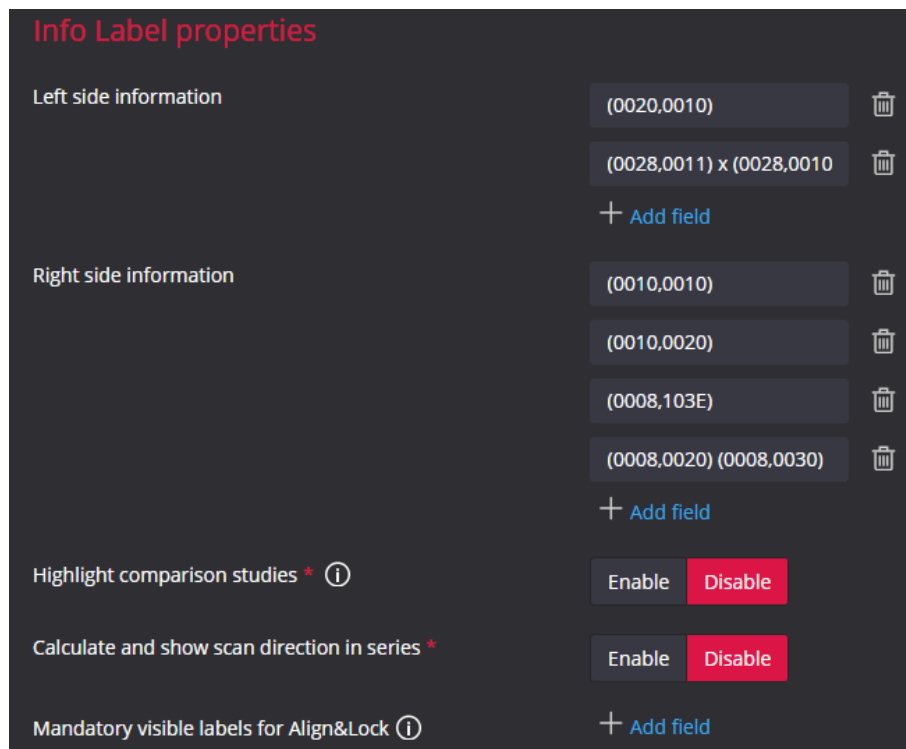 Info Label properties
Left side information
(0020,0010)
(0028,0011) x (0028,0010
+ Add field
Right side information
(0010,0010)
(0010,0020)
(0008,103E)
(0008,0020) (0008,0030)
+ Add field
Highlight comparison studies * i
Enable Disable
Calculate and show scan direction in series *
Enable Disable
Mandatory visible labels for Align&Lock i
+ Add field